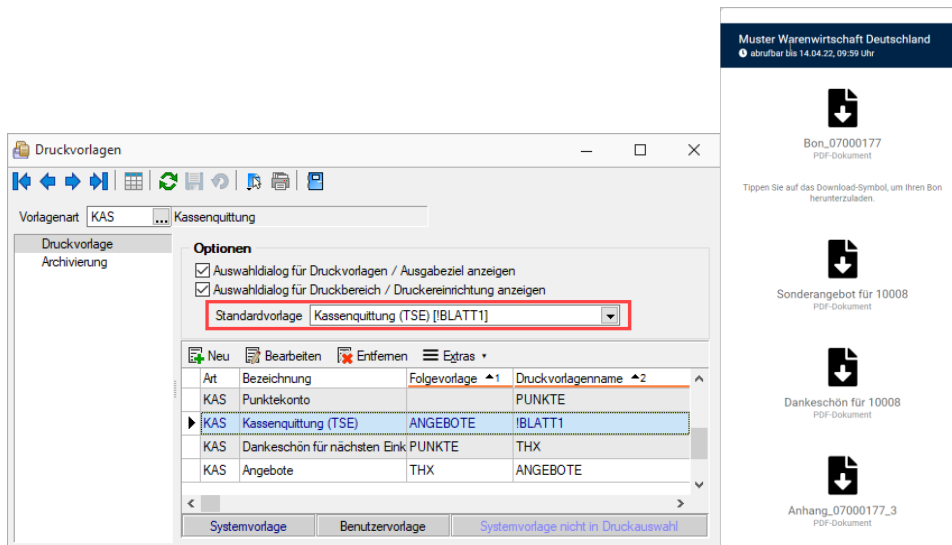 Druckvorlagen
Vorlagenart KAS ... Kassenquittung
Druckvorlage
Archivierung
Optionen
Auswahldialog für Druckvorlagen / Ausgabeziel anzeigen
Auswahldialog für Druckbereich / Druckereinrichtung anzeigen
Standardvorlage Kassenquittung (TSE) [!BLATT1]
Neu Bearbeiten Entfernen Extras
Art Bezeichnung Folgevorlage 1 Druckvorlagenname 2
KAS Punktekonto PUNKTE
KAS Kassenquittung (TSE) ANGEBOTE !BLATT1
KAS Dankeschön für nächsten Eink PUNKTE THX
KAS Angebote THX ANGEBOTE
Systemvorlage Benutzervorlage Systemvorlage nicht in Druckauswahl
Muster Warenwirtschaft Deutschland
abrufbar bis 14.04.22, 09:59 Uhr
Bon_07000177
PDF-Dokument
Tippen Sie auf das Download-Symbol, um Ihren Bon
herunterzuladen.
Sonderangebot für 10008
PDF-Dokument
Dankeschön für 10008
PDF-Dokument
Anhang_07000177_3
PDF-Dokument